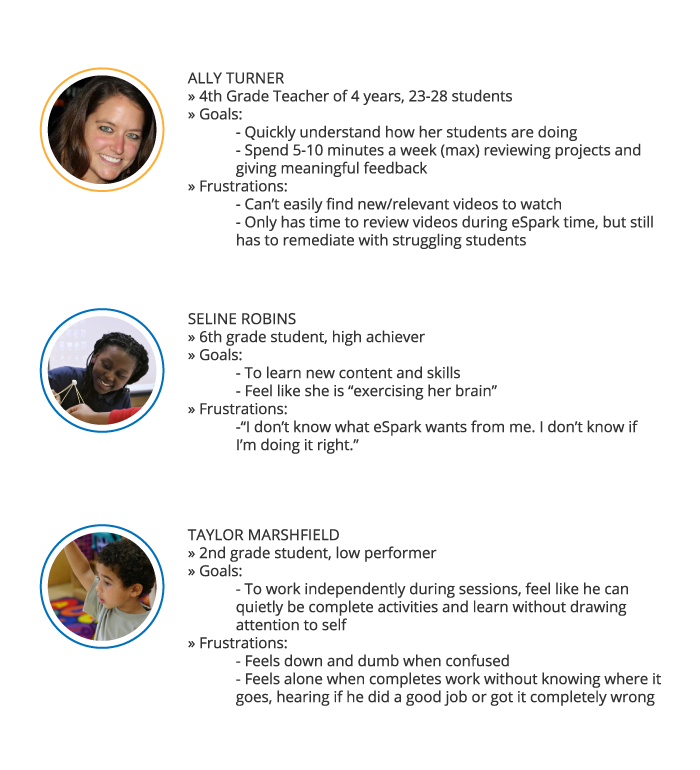 ALLY TURNER
» 4th Grade Teacher of 4 years, 23-28 students
» Goals:
- Quickly understand how her students are doing
- Spend 5-10 minutes a week (max) reviewing projects and
giving meaningful feedback
» Frustrations:
- Can’t easily find new/relevant videos to watch
- Only has time to review videos during eSpark time, but still
has to remediate with struggling students
SELINE ROBINS
» 6th grade student, high achiever
» Goals:
- To learn new content and skills
- Feel like she is “exercising her brain”
» Frustrations:
-“I don’t know what eSpark wants from me. I don’t know if
I’m doing it right.”
TAYLOR MARSHFIELD
» 2nd grade student, low performer
» Goals:
- To work independently during sessions, feel like he can
quietly be complete activities and learn without drawing
attention to self
» Frustrations:
- Feels down and dumb when confused
- Feels alone when completes work without knowing where it
goes, hearing if he did a good job or got it completely wrong